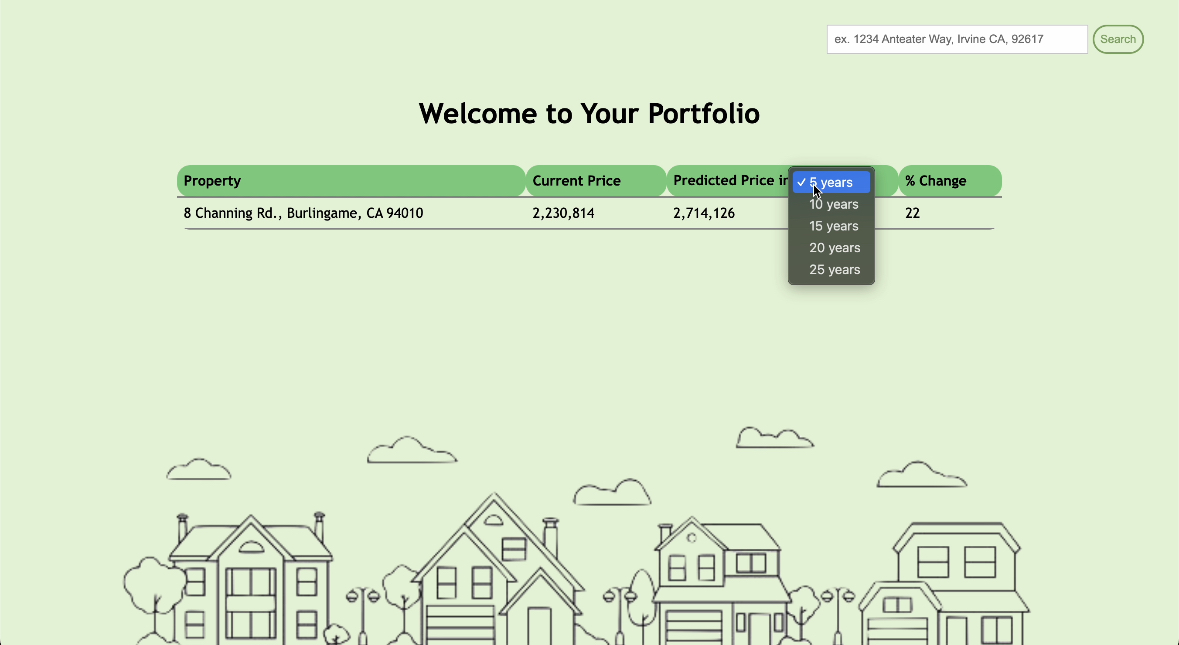 ex. 1234 Anteater Way, Irvine CA, 92617 Search
Welcome to Your Portfolio
Property Current Price Predicted Price in ✓ 5 years % Change
10 years
8 Channing Rd., Burlingame, CA 94010 2,230,814 2,714,126 22
15 years
20 years
25 years